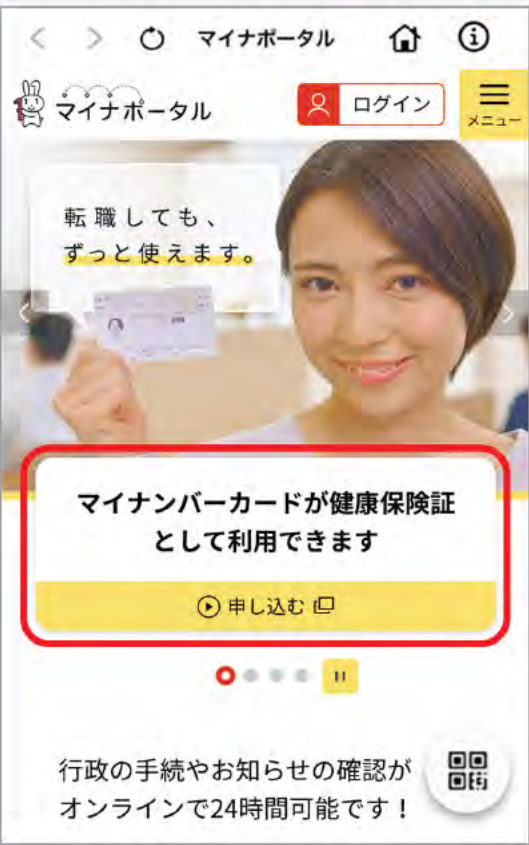 マイナポータル
マイナポータル
ログイン
メニュー
転職しても、
ずっと使えます。
マイナンバーカードが健康保険証
として利用できます
申し込む
行政の手続やお知らせの確認が
オンラインで24時間可能です！